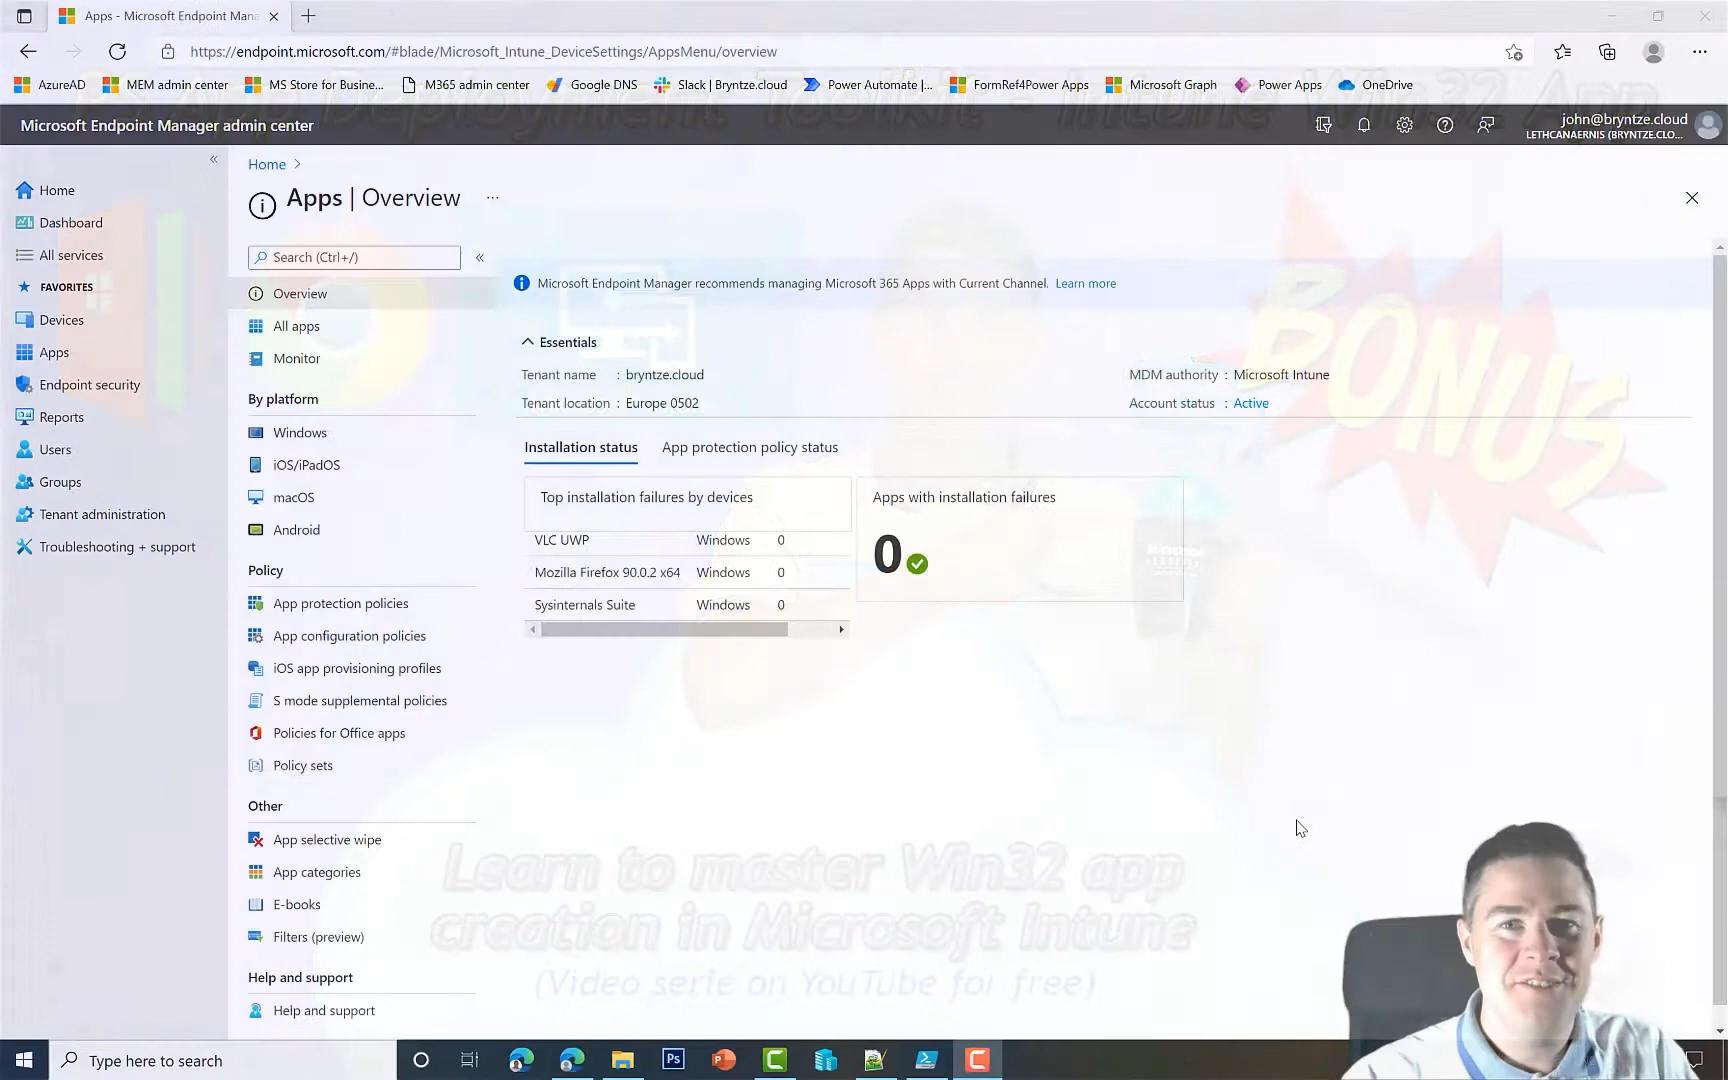 Apps - Microsoft Endpoint Mana
https://endpoint.microsoft.com/#blade/Microsoft_Intune_DeviceSettings/AppsMenu/overview
AzureAD
MEM admin center
MS Store for Busine...
M365 admin center
Google DNS
Slack | Bryntze.cloud
Power Automate |...
FormRef4Power Apps
Microsoft Graph
Power Apps
OneDrive
Deployment Toolkit - Intune Win32 App
Microsoft Endpoint Manager admin center
john@bryntze.cloud
LETHCANAERNIS (BRYNTZE.CLO...
Home
Apps | Overview
...
Home
Dashboard
All services
FAVORITES
Devices
Apps
Endpoint security
Reports
Users
Groups
Tenant administration
Troubleshooting + support
Search (Ctrl+/)
Overview
All apps
Monitor
By platform
Windows
iOS/iPadOS
macOS
Android
Policy
App protection policies
App configuration policies
iOS app provisioning profiles
S mode supplemental policies
Policies for Office apps
Policy sets
Other
App selective wipe
App categories
E-books
Filters (preview)
Help and support
Help and support
Microsoft Endpoint Manager recommends managing Microsoft 365 Apps with Current Channel. Learn more
Essentials
Tenant name : bryntze.cloud
Tenant location : Europe 0502
MDM authority : Microsoft Intune
Account status : Active
BONUS
Installation status
App protection policy status
Top installation failures by devices
VLC UWP Windows 0
Mozilla Firefox 90.0.2 x64 Windows 0
Sysinternals Suite Windows 0
Apps with installation failures
0
Learn to master Win32 app
creation in Microsoft Intune
(Video serie on YouTube for free)
Type here to search
Ps